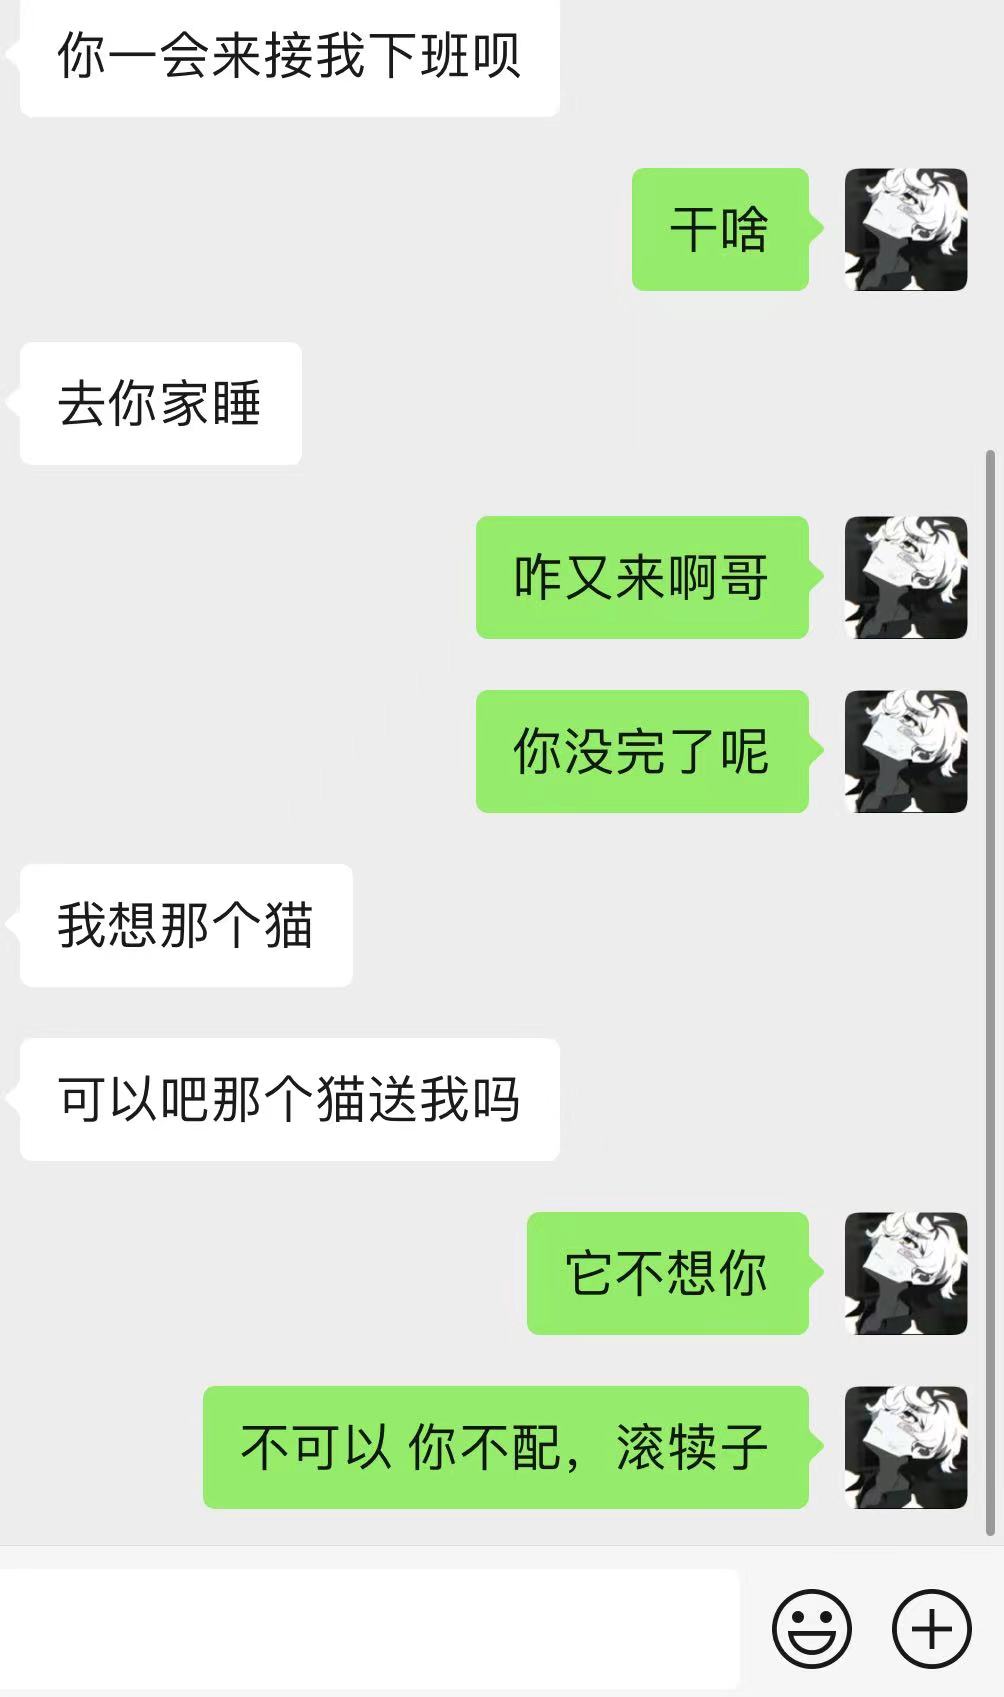 你一会来接我下班呗
干啥
去你家睡
咋又来啊哥
你没完了呢
我想那个猫
可以吧那个猫送我吗
它不想你
不可以 你不配，滚犊子